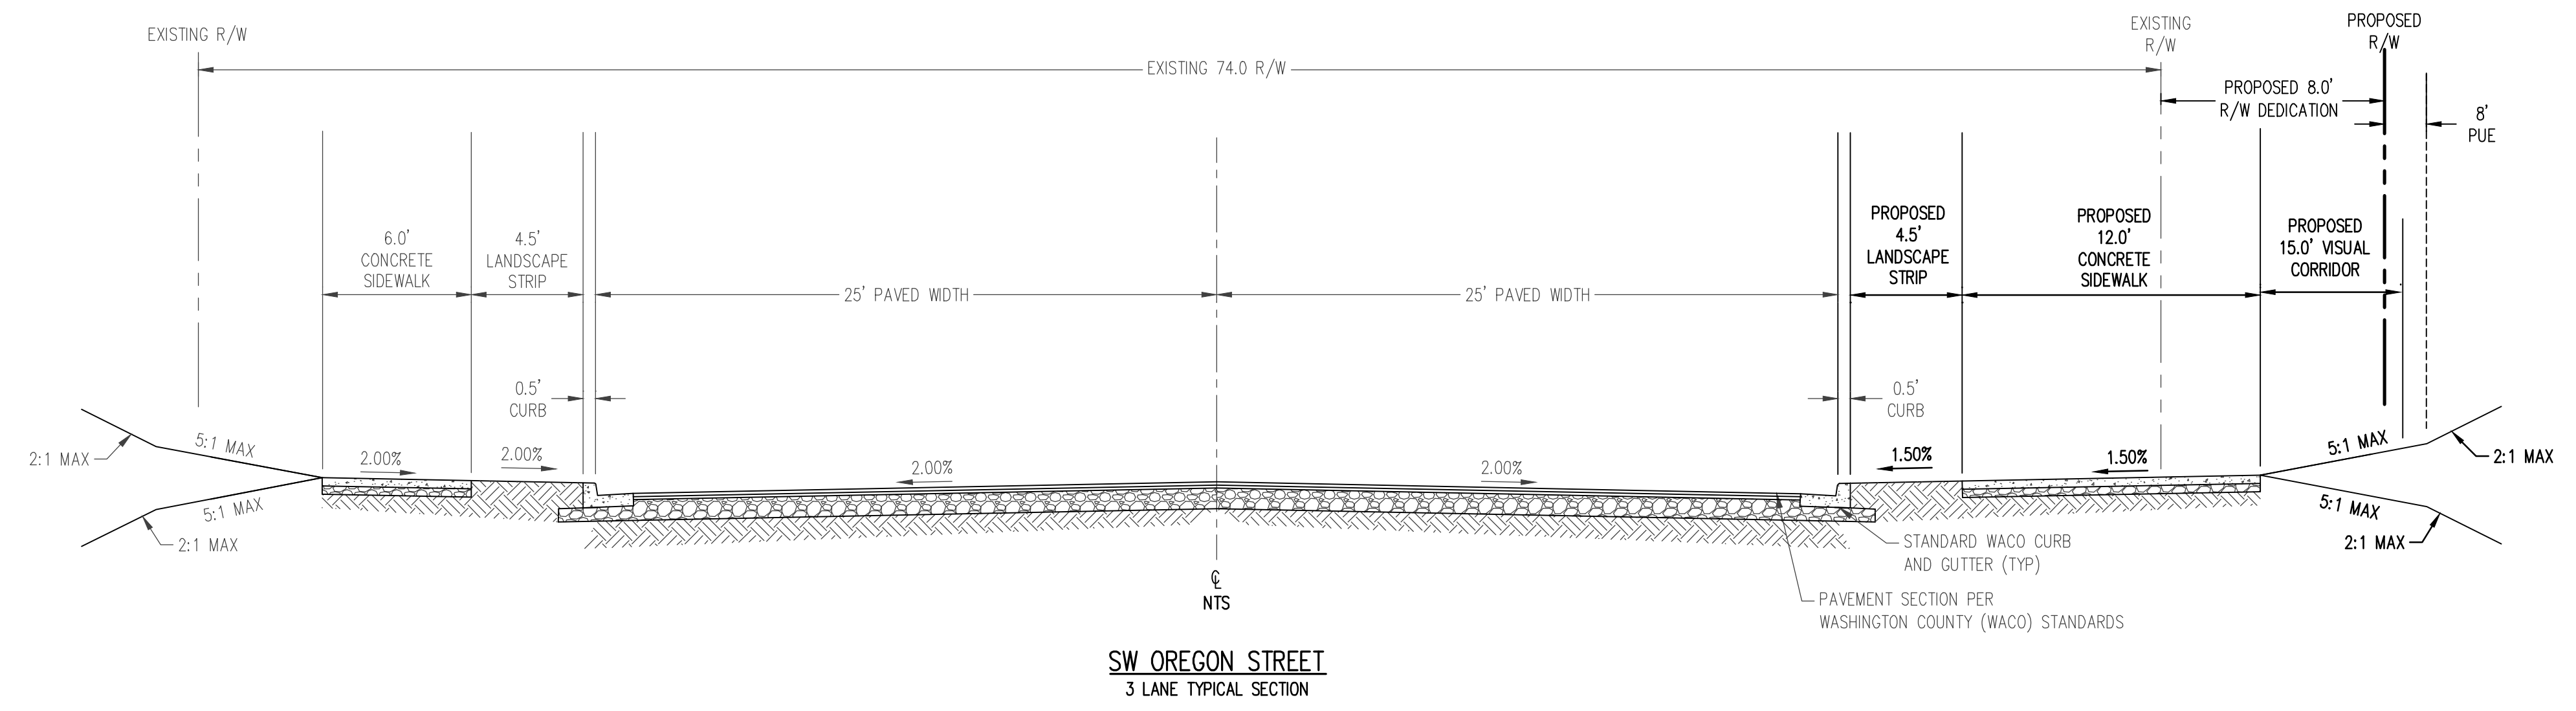 EXISTING R/W
EXISTING 74.0 R/W
EXISTING
R/W
PROPOSED
R/W
PROPOSED 8.0'
R/W DEDICATION
8'
PUE
6.0'
CONCRETE
SIDEWALK
4.5'
LANDSCAPE
STRIP
25' PAVED WIDTH
25' PAVED WIDTH
PROPOSED
4.5'
LANDSCAPE
STRIP
PROPOSED
12.0'
CONCRETE
SIDEWALK
PROPOSED
15.0' VISUAL
CORRIDOR
0.5'
CURB
0.5'
CURB
2:1 MAX
5:1 MAX
2.00%
2.00%
2.00%
2.00%
1.50%
1.50%
5:1 MAX
2:1 MAX
5:1 MAX
2:1 MAX
5:1 MAX
2:1 MAX
STANDARD WACO CURB
AND GUTTER (TYP)
PAVEMENT SECTION PER
WASHINGTON COUNTY (WACO) STANDARDS
℄
NTS
SW OREGON STREET
3 LANE TYPICAL SECTION